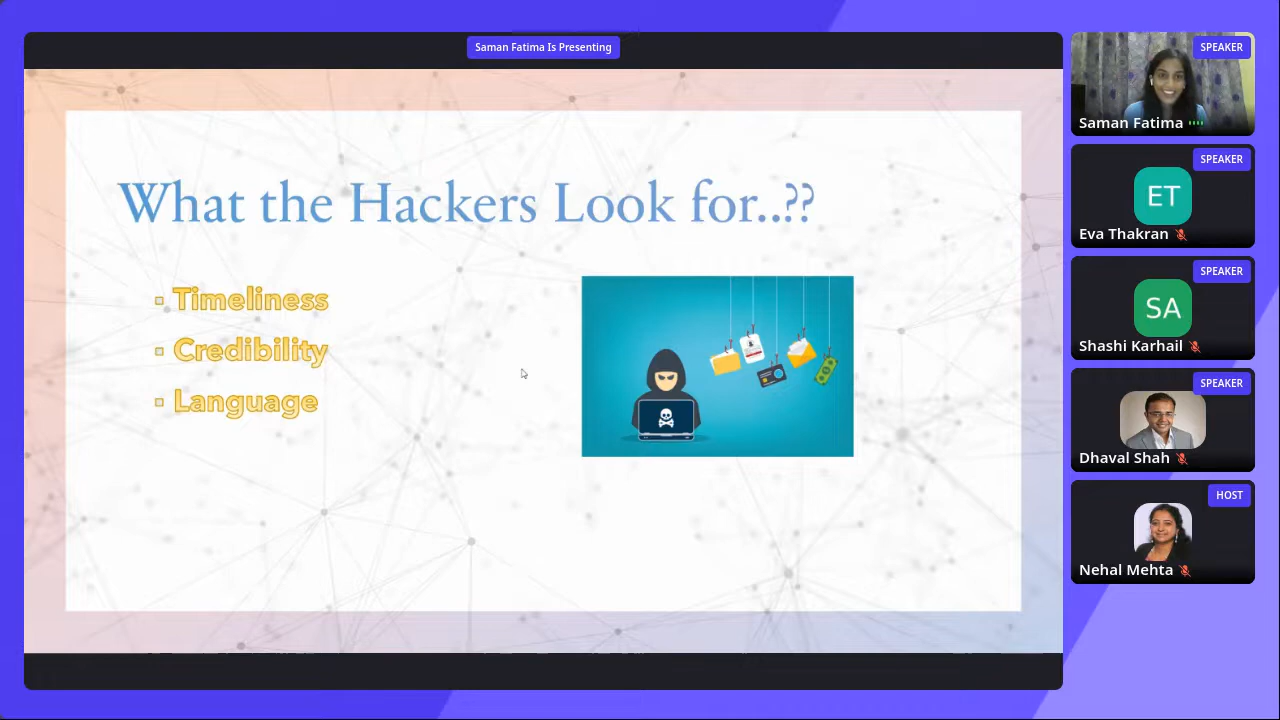 Saman Fatima Is Presenting
What the Hackers Look for..??
Timeliness
Credibility
Language
SPEAKER
Saman Fatima
SPEAKER
ET
Eva Thakran
SPEAKER
SA
Shashi Karhail
SPEAKER
Dhaval Shah
HOST
Nehal Mehta